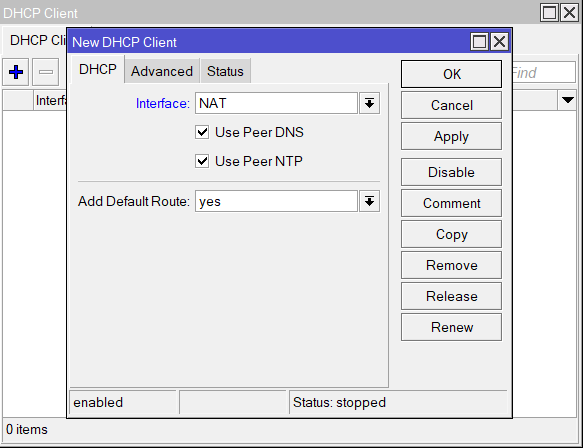 DHCP Client
DHCP Cli
New DHCP Client
Find
Interfa
DHCP Advanced Status
Interface: NAT
Use Peer DNS
Use Peer NTP
Add Default Route: yes
OK
Cancel
Apply
Disable
Comment
Copy
Remove
Release
Renew
enabled
Status: stopped
0 items